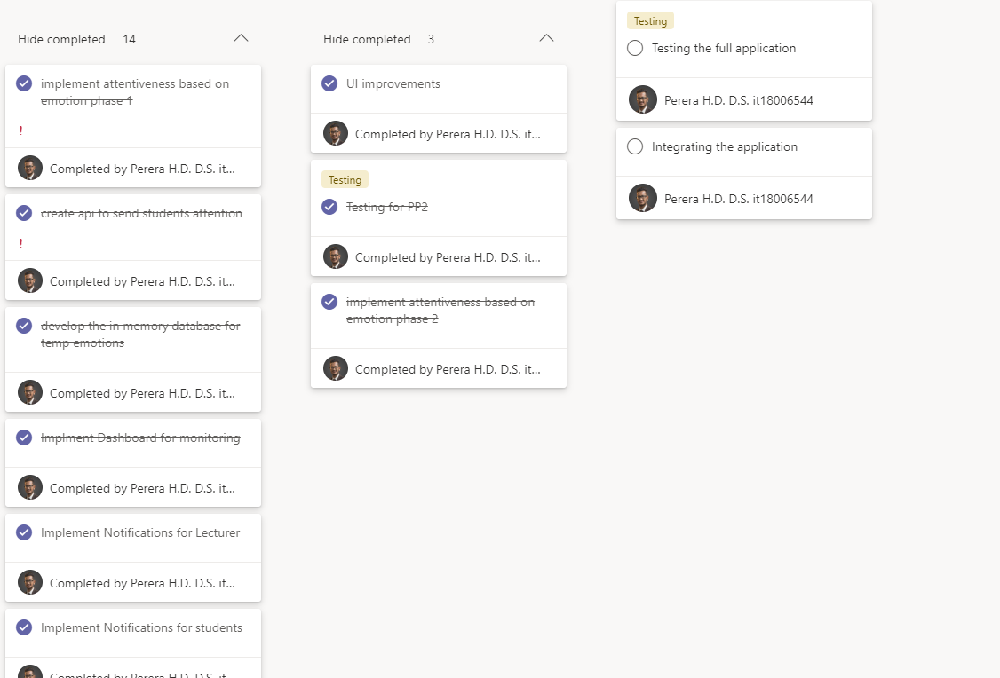 Hide completed 14
implement attentiveness based on
emotion phase 1
!
Completed by Perera H.D. D.S. it...
create api to send students attention
!
Completed by Perera H.D. D.S. it...
develop the in memory database for
temp emotions
Completed by Perera H.D. D.S. it...
Implment Dashboard for monitoring
Completed by Perera H.D. D.S. it...
Implement Notifications for Lecturer
Completed by Perera H.D. D.S. it...
Implement Notifications for students
Completed by Perera H.D. D.S. it...
Hide completed 3
UI improvements
Completed by Perera H.D. D.S. it...
Testing
Testing for PP2
Completed by Perera H.D. D.S. it...
implement attentiveness based on
emotion phase 2
Completed by Perera H.D. D.S. it...
Testing
Testing the full application
Perera H.D. D.S. it18006544
Integrating the application
Perera H.D. D.S. it18006544